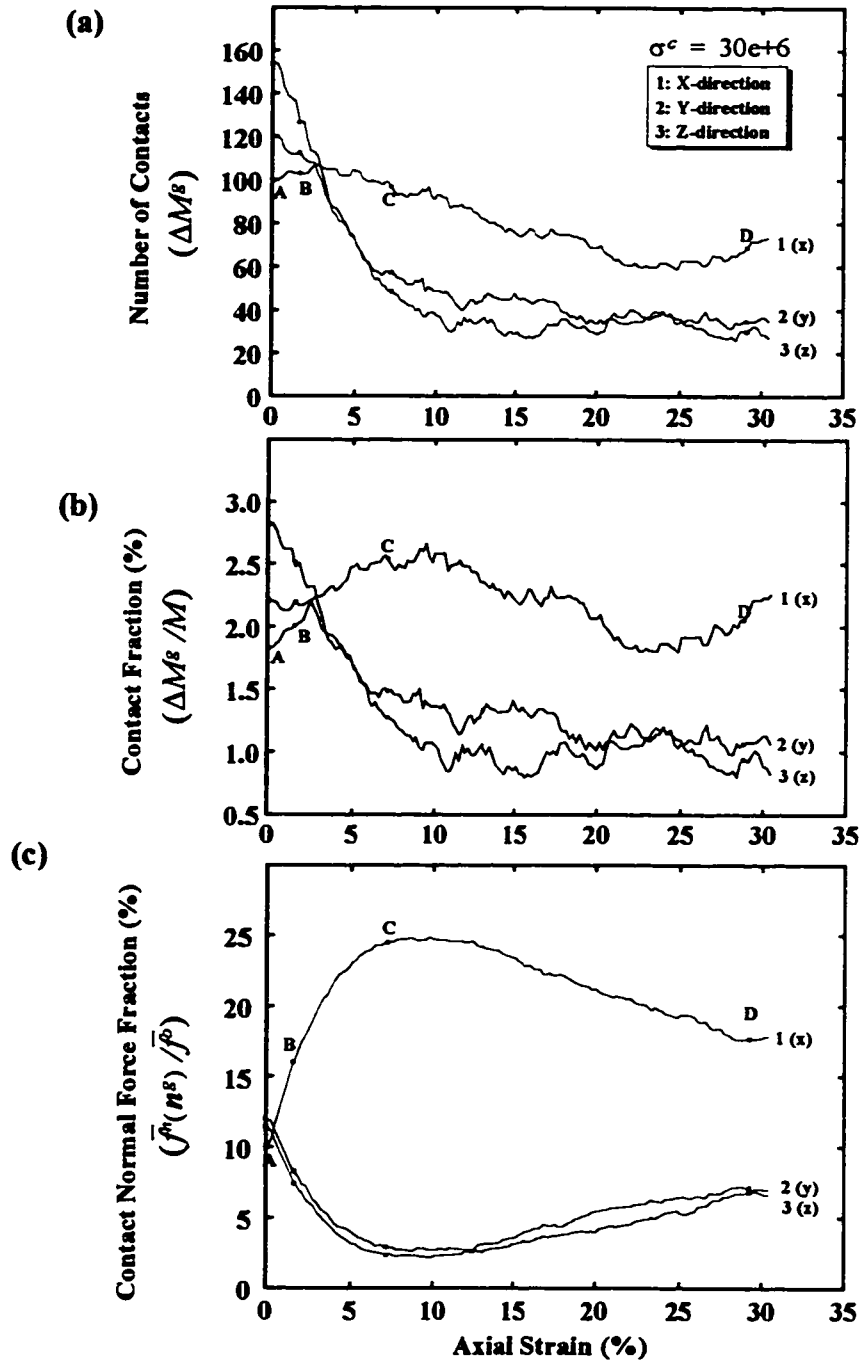 (a)
σᶜ = 30e+6
1: X-direction
2: Y-direction
3: Z-direction
Number of Contacts
(ΔMᵍ)
160
140
120
100
80
60
40
20
0
A
B
C
D
1 (x)
2 (y)
3 (z)
0 5 10 15 20 25 30 35
(b)
Contact Fraction (%)
(ΔMᵍ /M)
3.0
2.5
2.0
1.5
1.0
0.5
A
B
C
D
1 (x)
2 (y)
3 (z)
0 5 10 15 20 25 30 35
(c)
Contact Normal Force Fraction (%)
25
20
15
10
5
0
A
B
C
D
1 (x)
2 (y)
3 (z)
0 5 10 15 20 25 30 35
Axial Strain (%)